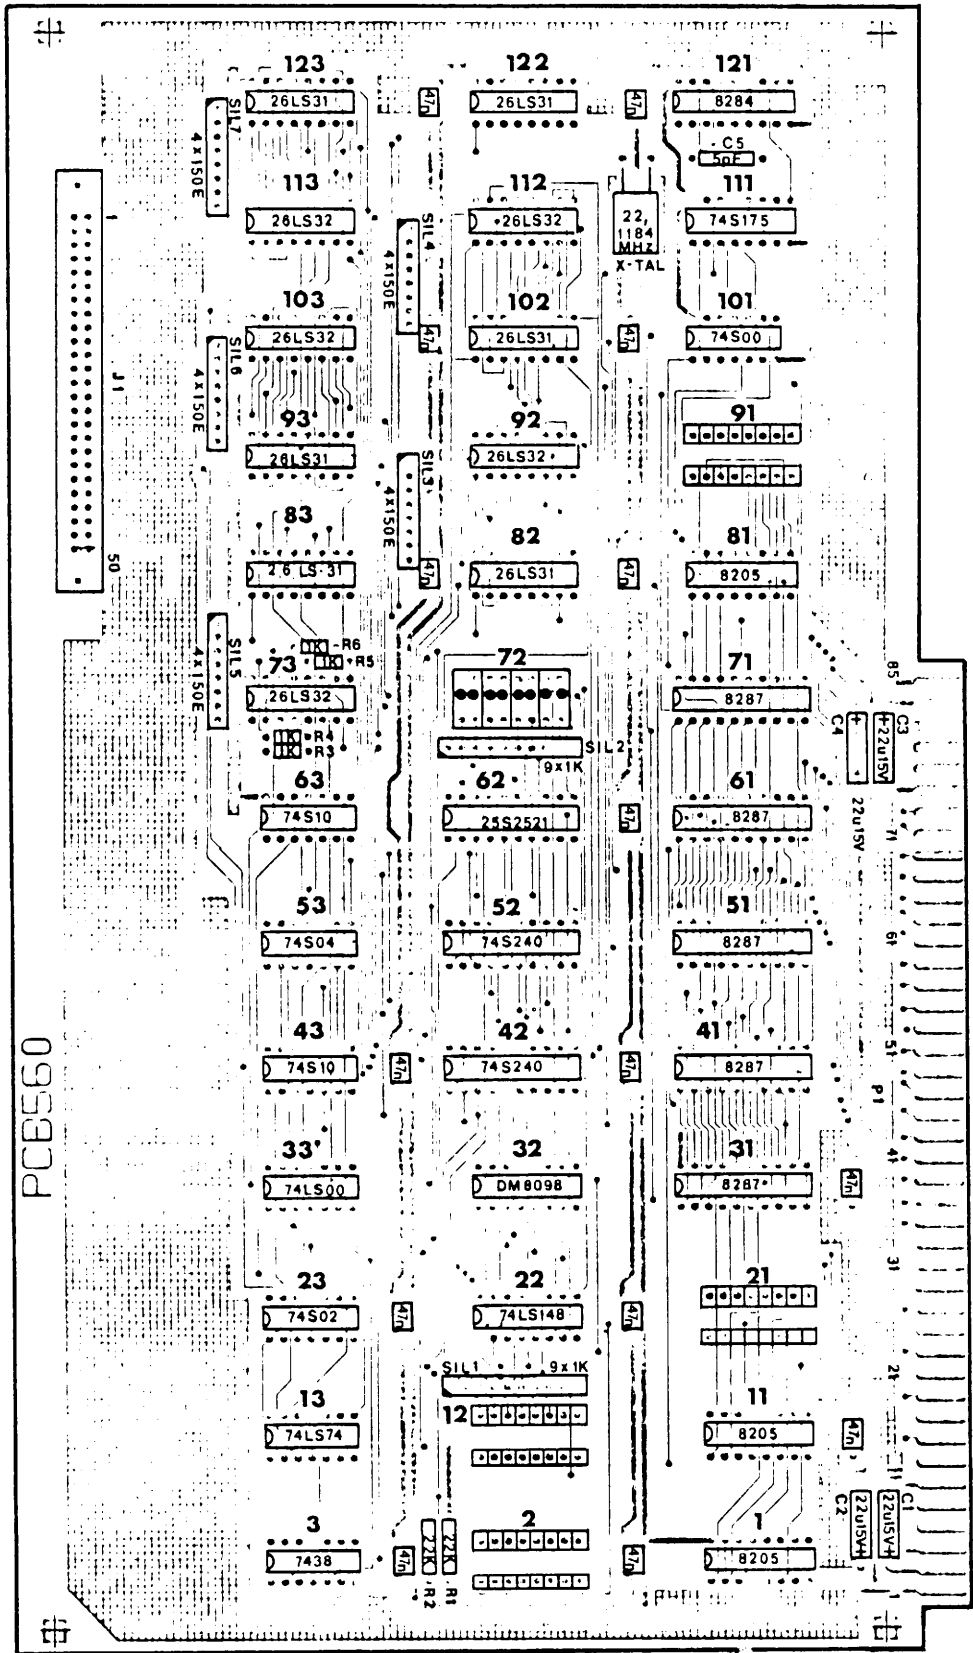 123
122
121
26LS31
47n
26LS31
47n
8284
SIL7
4x150E
C5
5pF
113
112
111
26LS32
SIL4
4x150E
26LS32
22,
1184
MHz
X-TAL
74S175
1
103
102
101
26LS32
47n
26LS31
47n
74S00
SIL6
4x150E
J1
93
92
91
26LS31
SIL3
4x150E
26LS32
83
82
81
50
26LS31
47n
26LS31
47n
8205
SIL5
4x150E
1K R6
1K R5
73
72
71
85
26LS32
8287
1K R4
1K R3
SIL2
9x1K
C4
22u15V
C3
22u15V
63
62
61
74S10
25S2521
47n
8287
71
53
52
51
74S04
74S240
8287
61
43
42
41
51
74S10
47n
74S240
47n
8287
P1
PCB560
33
32
31
41
74LS00
DM8098
8287
47n
23
22
21
31
74S02
47n
74LS148
47n
SIL1
9x1K
21
13
12
11
74LS74
8205
47n
3
2
1
C2
22u15V
C1
22u15V
7438
47n
22K
R2
22K
R1
47n
8205
1